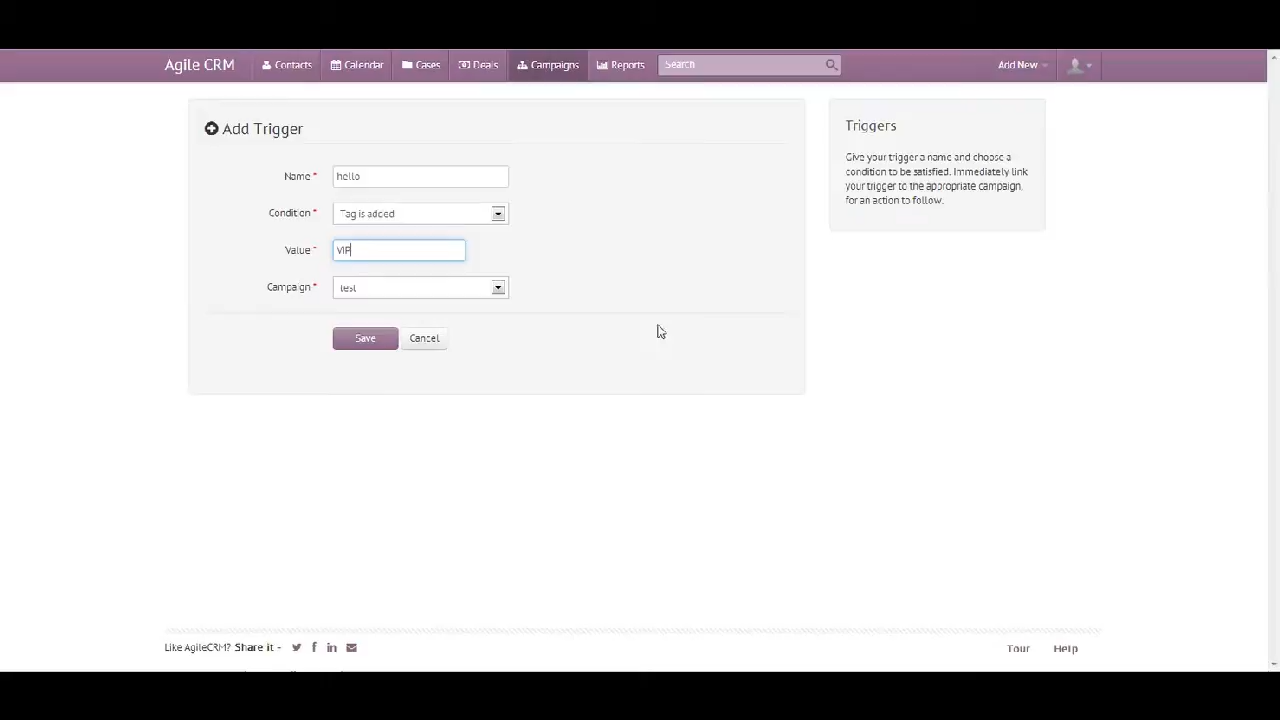 Agile CRM Contacts Calendar Cases Deals Campaigns Reports Search Add New
Add Trigger
Name * hello
Condition * Tag is added
Value * VIP
Campaign * test
Save Cancel
Triggers
Give your trigger a name and choose a
condition to be satisfied. Immediately link
your trigger to the appropriate campaign,
for an action to follow.
Like AgileCRM? Share it - Tour Help